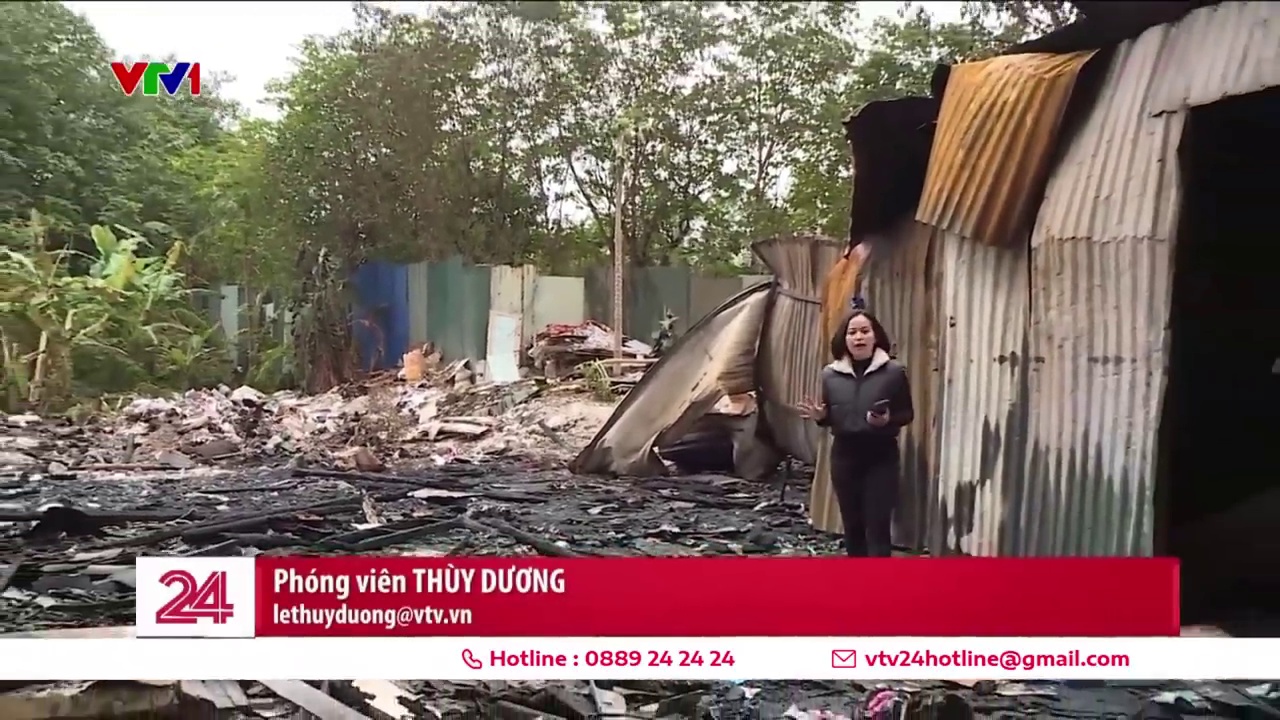 VTV1
24
Phóng viên THÙY DƯƠNG
lethuyduong@vtv.vn
Hotline : 0889 24 24 24
vtv24hotline@gmail.com